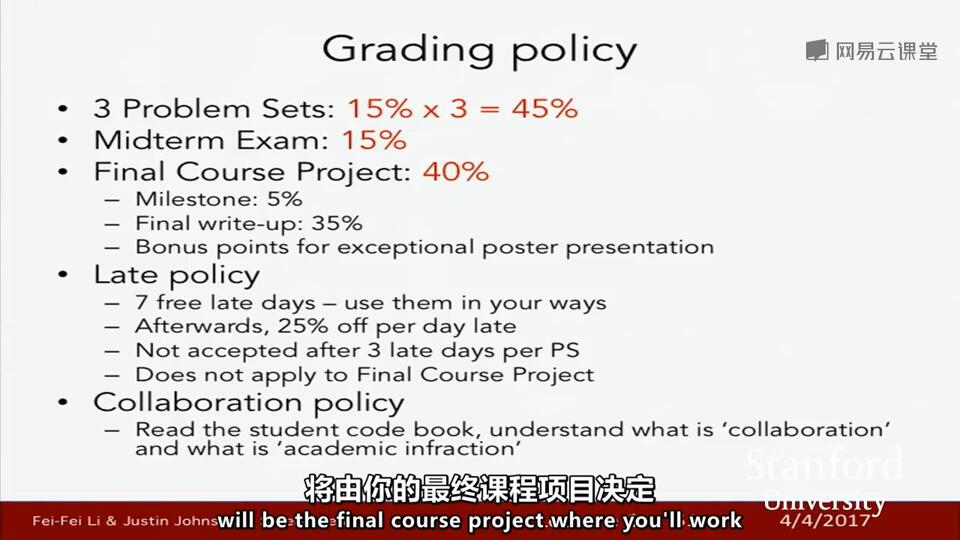 Grading policy
网易云课堂
• 3 Problem Sets: 15% x 3 = 45%
• Midterm Exam: 15%
• Final Course Project: 40%
– Milestone: 5%
– Final write-up: 35%
– Bonus points for exceptional poster presentation
• Late policy
– 7 free late days – use them in your ways
– Afterwards, 25% off per day late
– Not accepted after 3 late days per PS
– Does not apply to Final Course Project
• Collaboration policy
– Read the student code book, understand what is ‘collaboration’
and what is ‘academic infraction’
将由你的最终课程项目决定
Stanford
University
Fei-Fei Li & Justin
will be the final course project where you'll work
4/4/2017